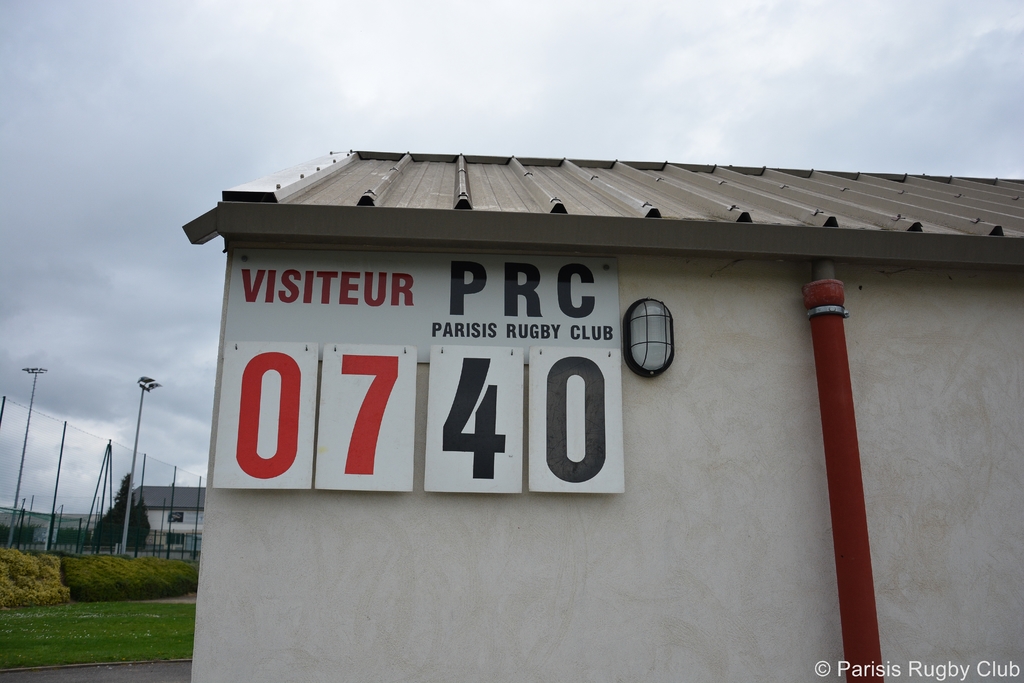 VISITEUR PRC
PARISIS RUGBY CLUB
07 40
© Parisis Rugby Club